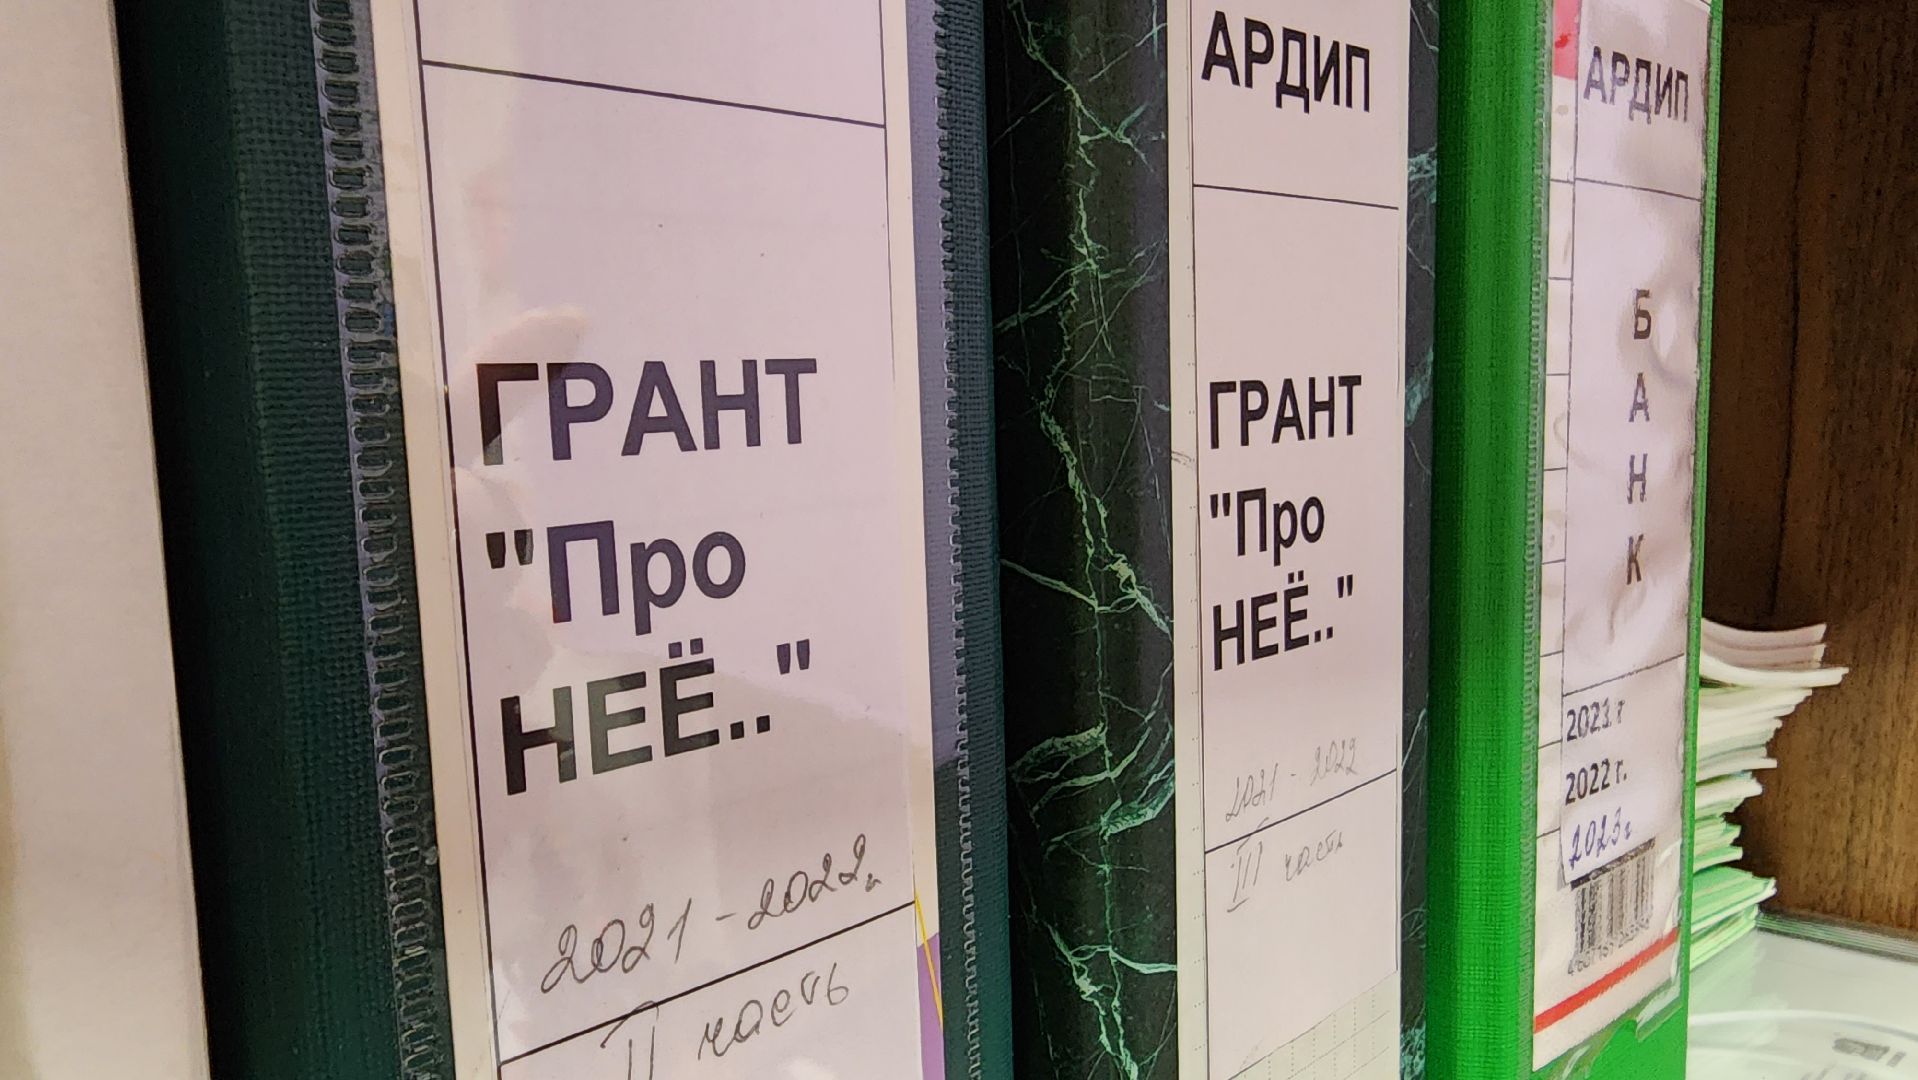 ГРАНТ
"Про
НЕЁ.."
2021 - 2022г.
II часть
АРДИП
ГРАНТ
"Про
НЕЁ.."
2021 - 2022
III часть
АРДИП
Б
А
Н
К
2021 г
2022 г.
2023г